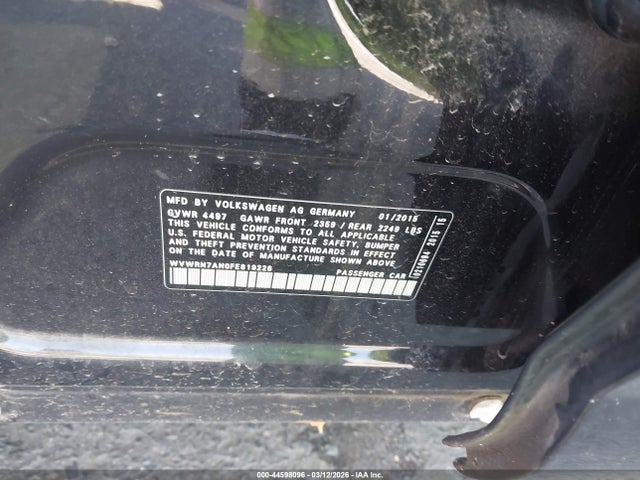 MFD BY VOLKSWAGEN AG GERMANY 01/2015
GVWR 4497 GAWR FRONT 2359 / REAR 2249 LBS
THIS VEHICLE CONFORMS TO ALL APPLICABLE
U.S. FEDERAL MOTOR VEHICLE SAFETY, BUMPER
AND THEFT PREVENTION STANDARDS IN EFFECT
ON THE DATE OF MANUFACTURE SHOWN ABOVE
PASSENGER CAR
2015 15
000-44598096 - 03/12/2026 - IAA Inc.